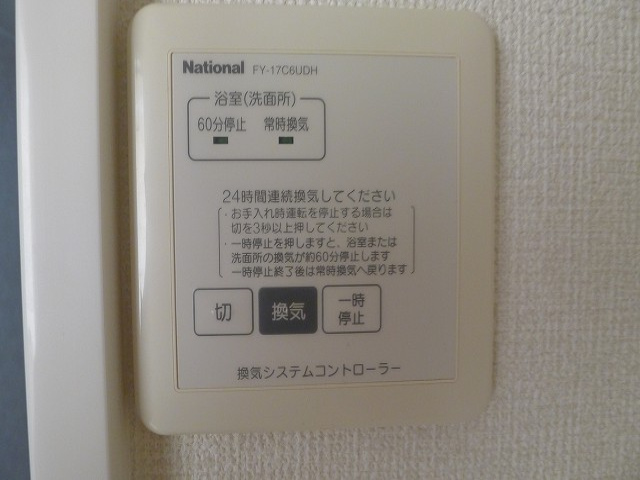 National FY-17C6UDH
浴室(洗面所)
60分停止 常時換気
24時間連続換気してください
・お手入れ時運転を停止する場合は
切を3秒以上押してください
・一時停止を押しますと、浴室または
洗面所の換気が約60分停止します
一時停止終了後は常時換気へ戻ります
切 換気 一時
停止
換気システムコントローラー